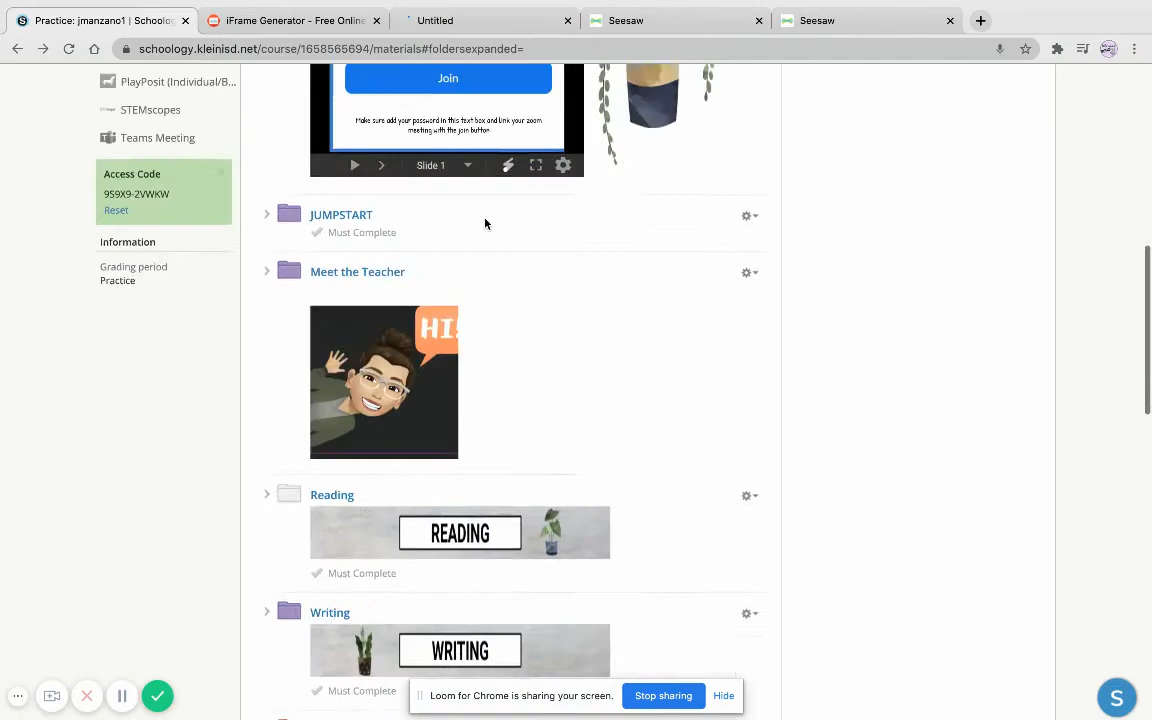 Practice: jmanzano1 | Schoolog
iFrame Generator - Free Online
Untitled
Seesaw
Seesaw
schoology.kleinisd.net/course/1658565694/materials#foldersexpanded=
PlayPosit (Individual/B...
STEMscopes
Teams Meeting
Access Code
9S9X9-2VWKW
Reset
Information
Grading period
Practice
Join
Make sure add your password in this text box and link your zoom
meeting with the join button
Slide 1
JUMPSTART
Must Complete
Meet the Teacher
HI!
Reading
READING
Must Complete
Writing
WRITING
Must Complete
Loom for Chrome is sharing your screen.
Stop sharing
Hide
S